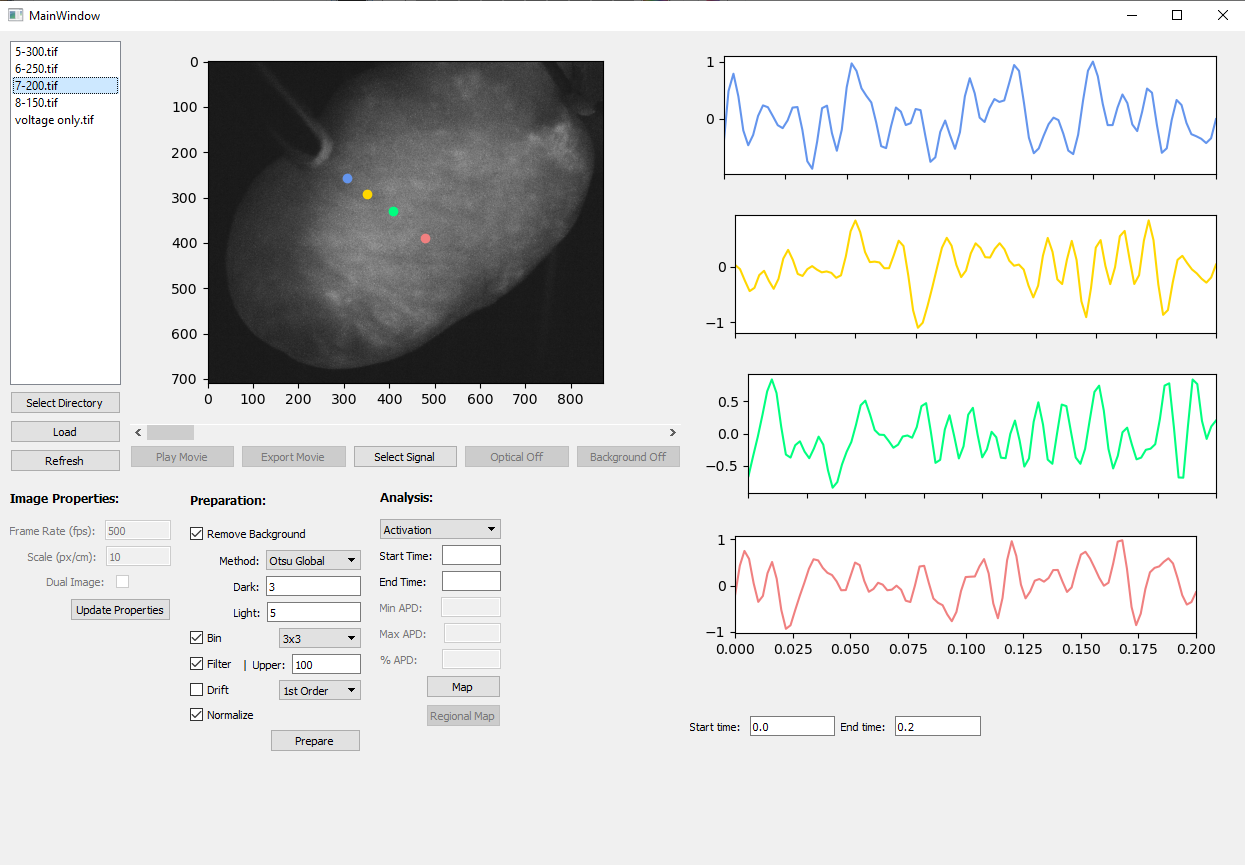 MainWindow
5-300.tif
6-250.tif
7-200.tif
8-150.tif
voltage only.tif
Select Directory
Load
Refresh
0
100
200
300
400
500
600
700
0 100 200 300 400 500 600 700 800
Play Movie Export Movie Select Signal Optical Off Background Off
Image Properties:
Frame Rate (fps): 500
Scale (px/cm): 10
Dual Image:
Update Properties
Preparation:
Remove Background
Method: Otsu Global
Dark: 3
Light: 5
Bin 3x3
Filter | Upper: 100
Drift 1st Order
Normalize
Prepare
Analysis:
Activation
Start Time:
End Time:
Min APD:
Max APD:
% APD:
Map
Regional Map
1
0
0
−1
0.5
0.0
−0.5
1
0
−1
0.000 0.025 0.050 0.075 0.100 0.125 0.150 0.175 0.200
Start time: 0.0 End time: 0.2